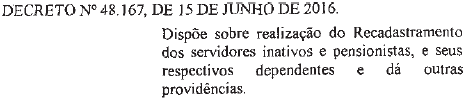 DECRETO Nº 48.167, DE 15 DE JUNHO DE 2016.
Dispõe sobre realização do Recadastramento
dos servidores inativos e pensionistas, e seus
respectivos dependentes e dá outras
providências.